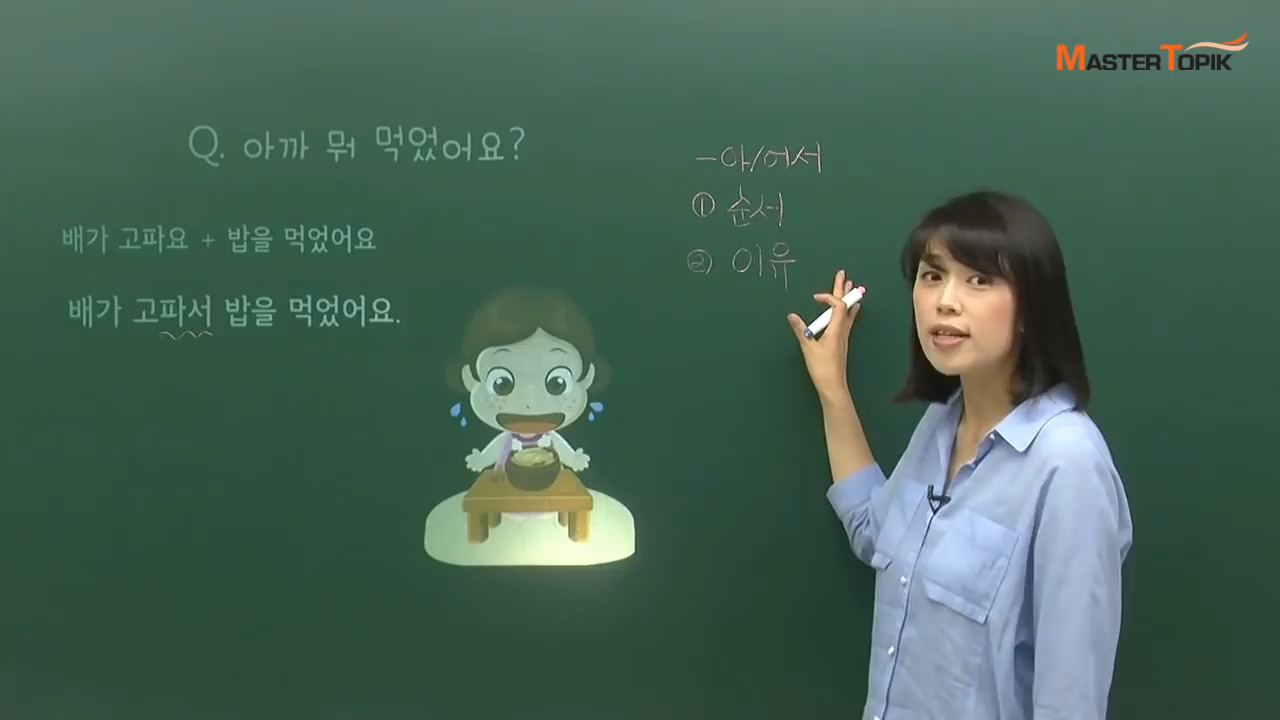 MASTERTOPIK
Q. 아까 뭐 먹었어요?
배가 고파요 + 밥을 먹었어요
배가 고파서 밥을 먹었어요.
-아/어서
① 순서
② 이유